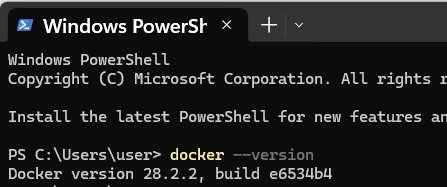 Windows PowerSh
Windows PowerShell
Copyright (C) Microsoft Corporation. All rights r
Install the latest PowerShell for new features an
PS C:\Users\user> docker --version
Docker version 28.2.2, build e6534b4